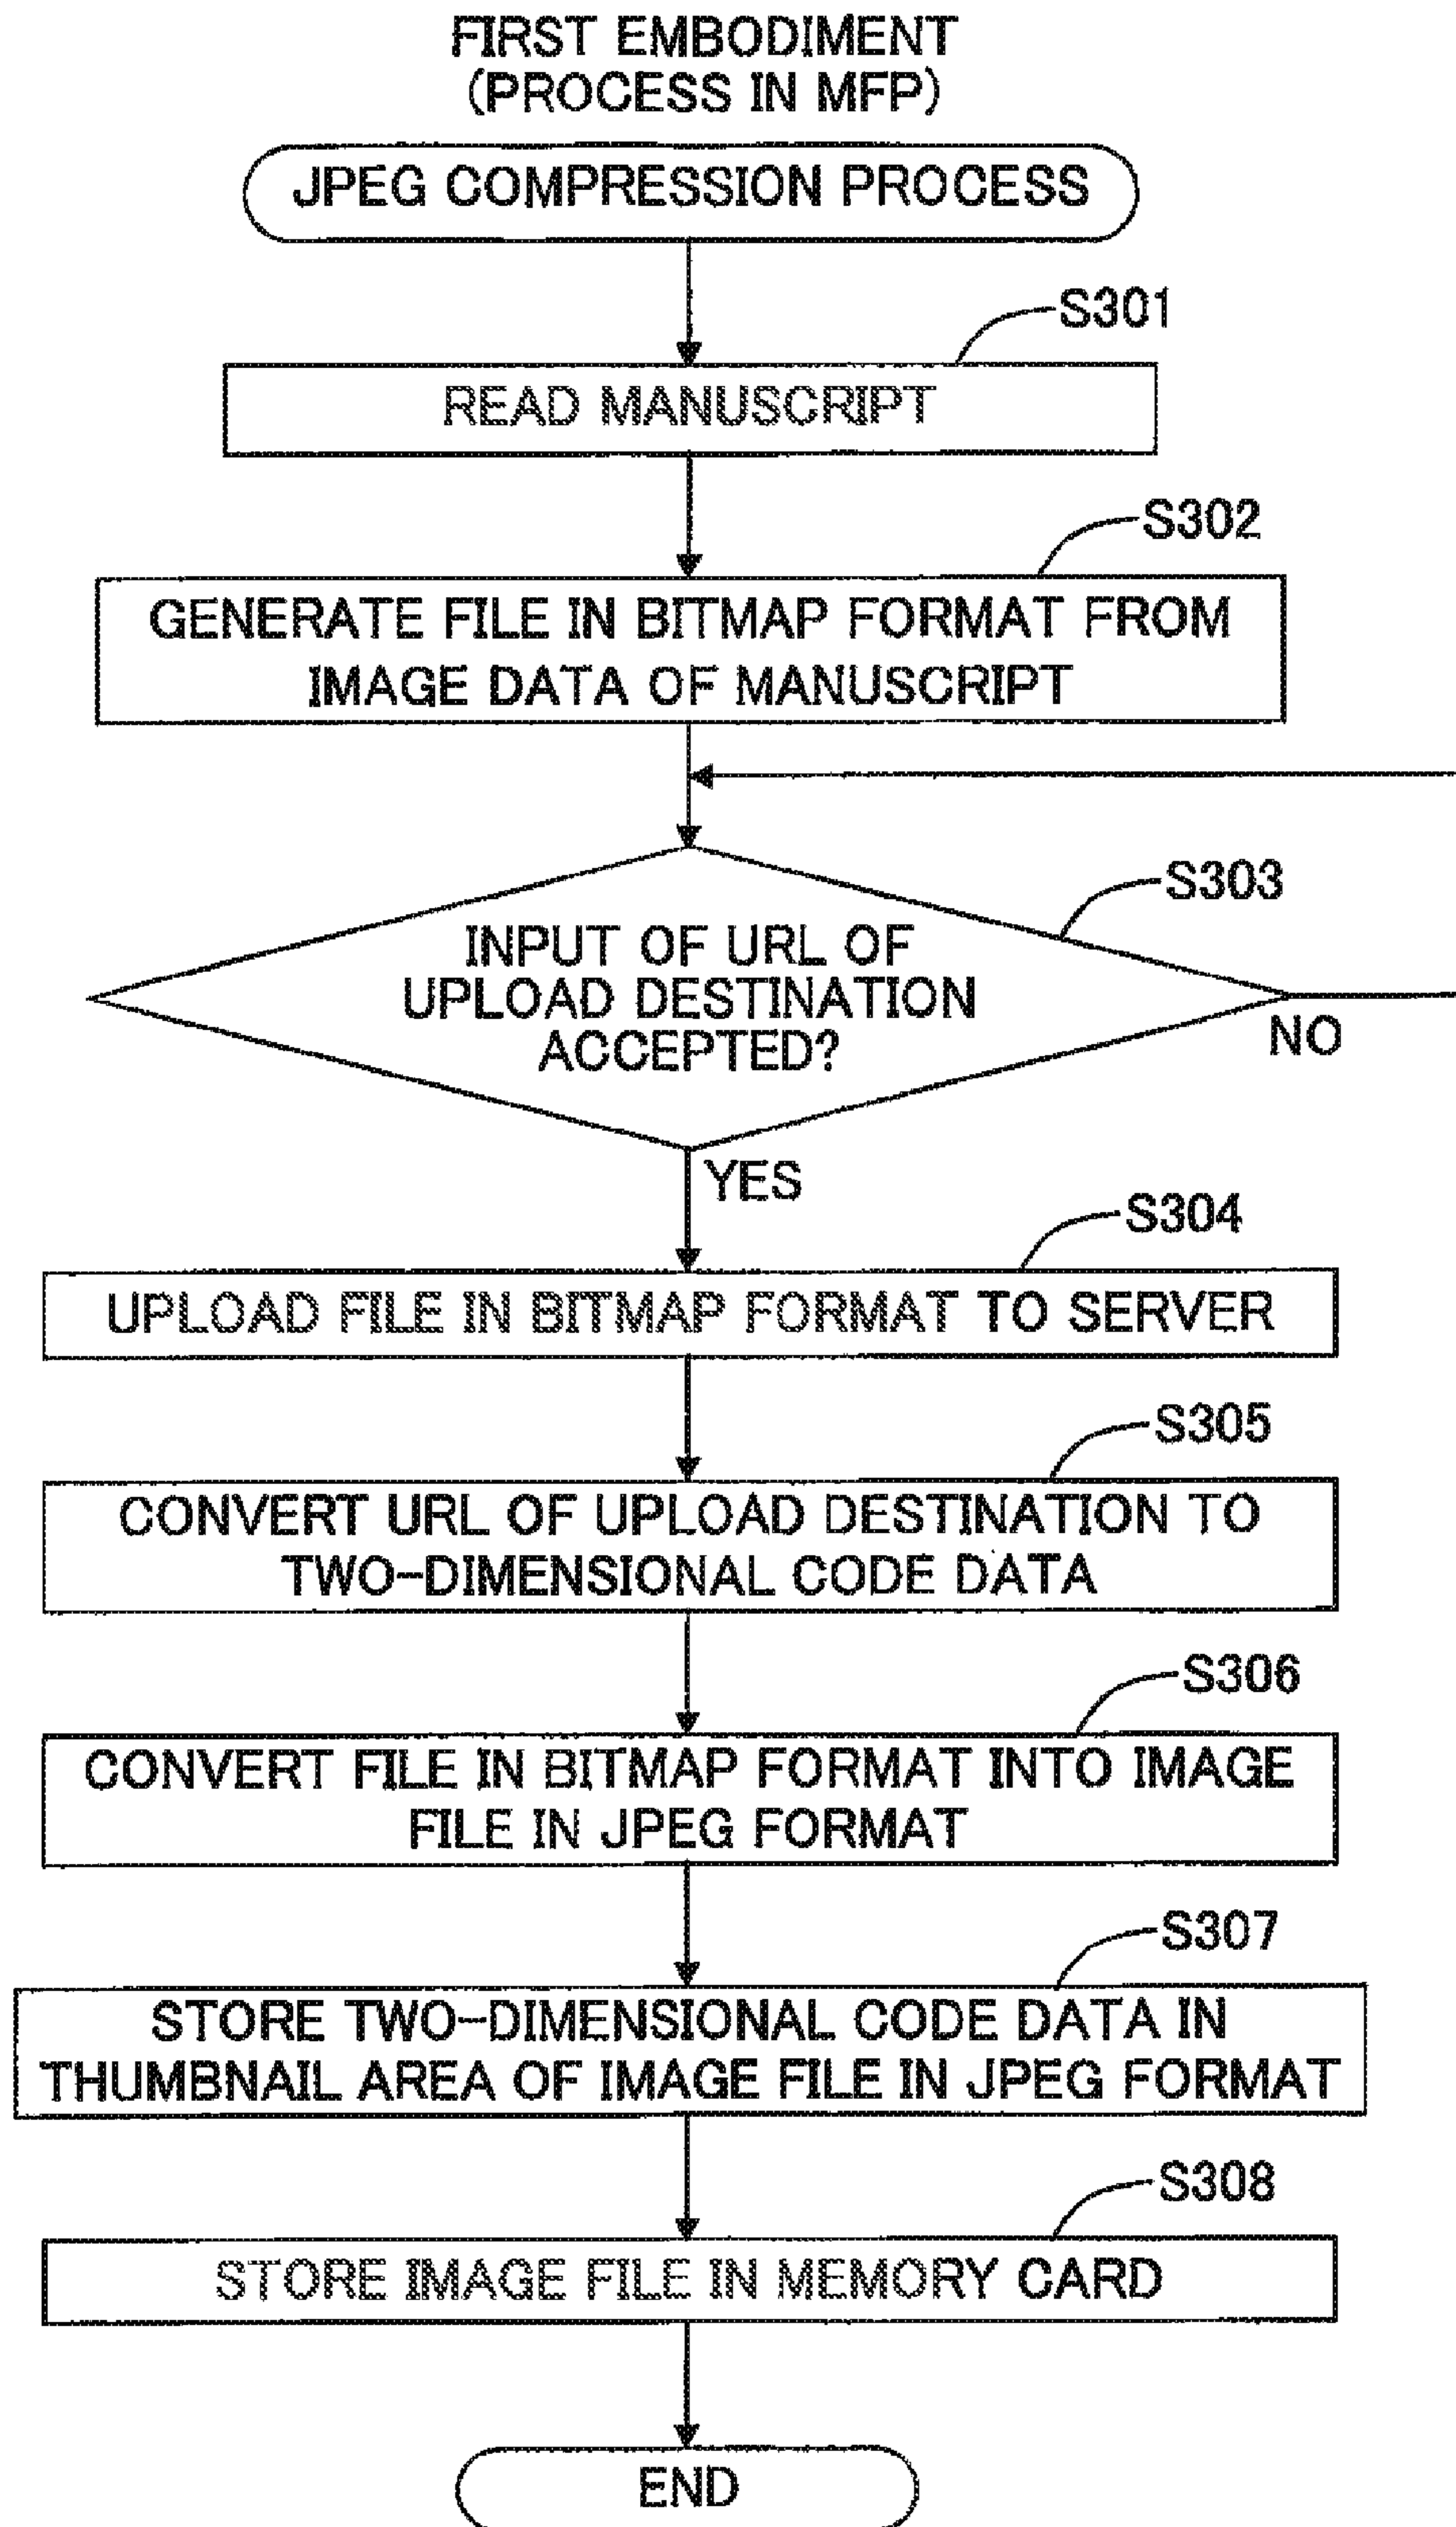 FIRST EMBODIMENT
(PROCESS IN MFP)
JPEG COMPRESSION PROCESS
S301
READ MANUSCRIPT
S302
GENERATE FILE IN BITMAP FORMAT FROM
IMAGE DATA OF MANUSCRIPT
S303
INPUT OF URL OF
UPLOAD DESTINATION
ACCEPTED?
NO
YES
S304
UPLOAD FILE IN BITMAP FORMAT TO SERVER
S305
CONVERT URL OF UPLOAD DESTINATION TO
TWO-DIMENSIONAL CODE DATA
S306
CONVERT FILE IN BITMAP FORMAT INTO IMAGE
FILE IN JPEG FORMAT
S307
STORE TWO-DIMENSIONAL CODE DATA IN
THUMBNAIL AREA OF IMAGE FILE IN JPEG FORMAT
S308
STORE IMAGE FILE IN MEMORY CARD
END